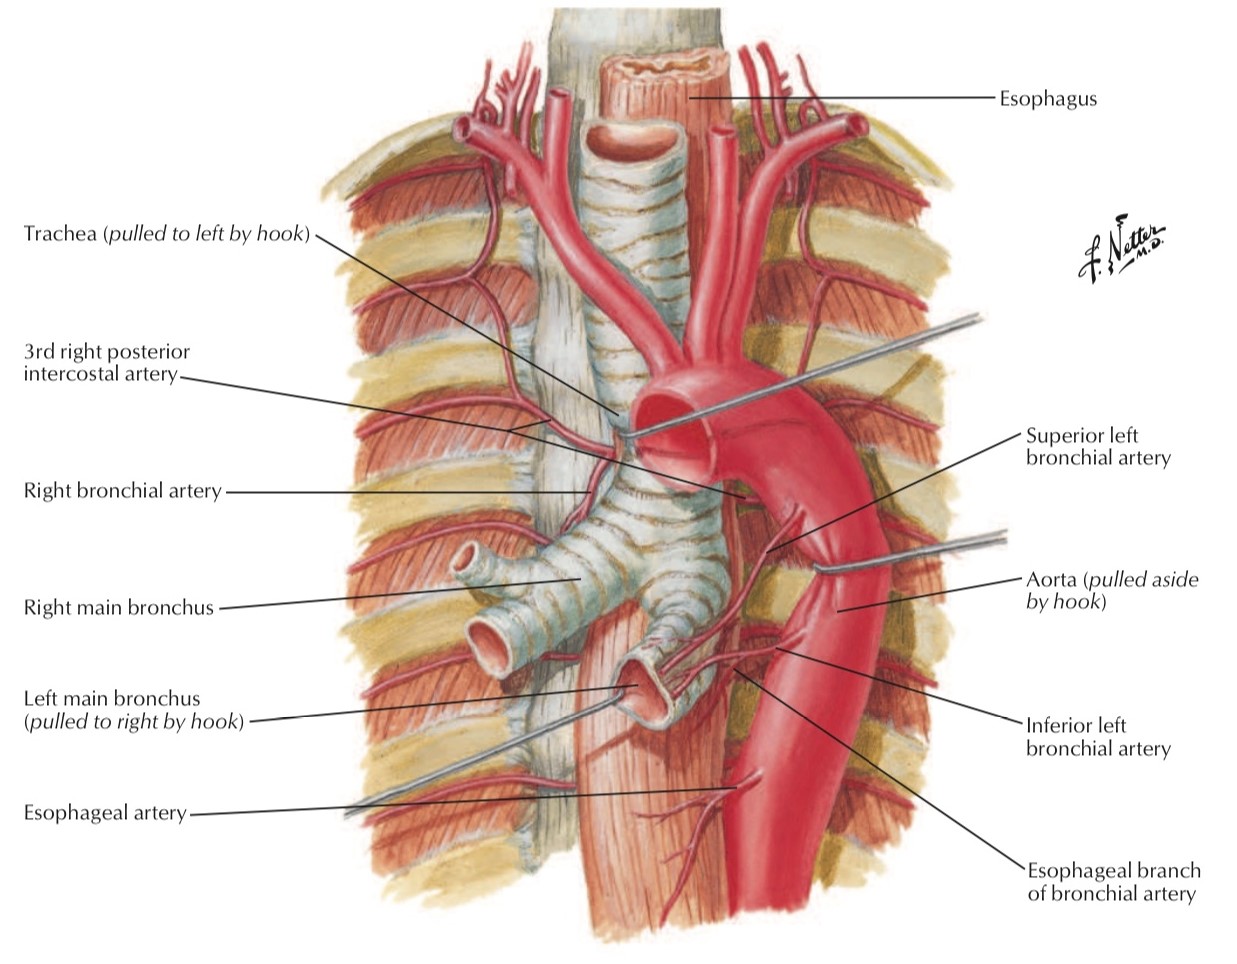 Esophagus
Trachea (pulled to left by hook)
3rd right posterior
intercostal artery
Right bronchial artery
Right main bronchus
Left main bronchus
(pulled to right by hook)
Esophageal artery
F. Netter
M.D.
Superior left
bronchial artery
Aorta (pulled aside
by hook)
Inferior left
bronchial artery
Esophageal branch
of bronchial artery